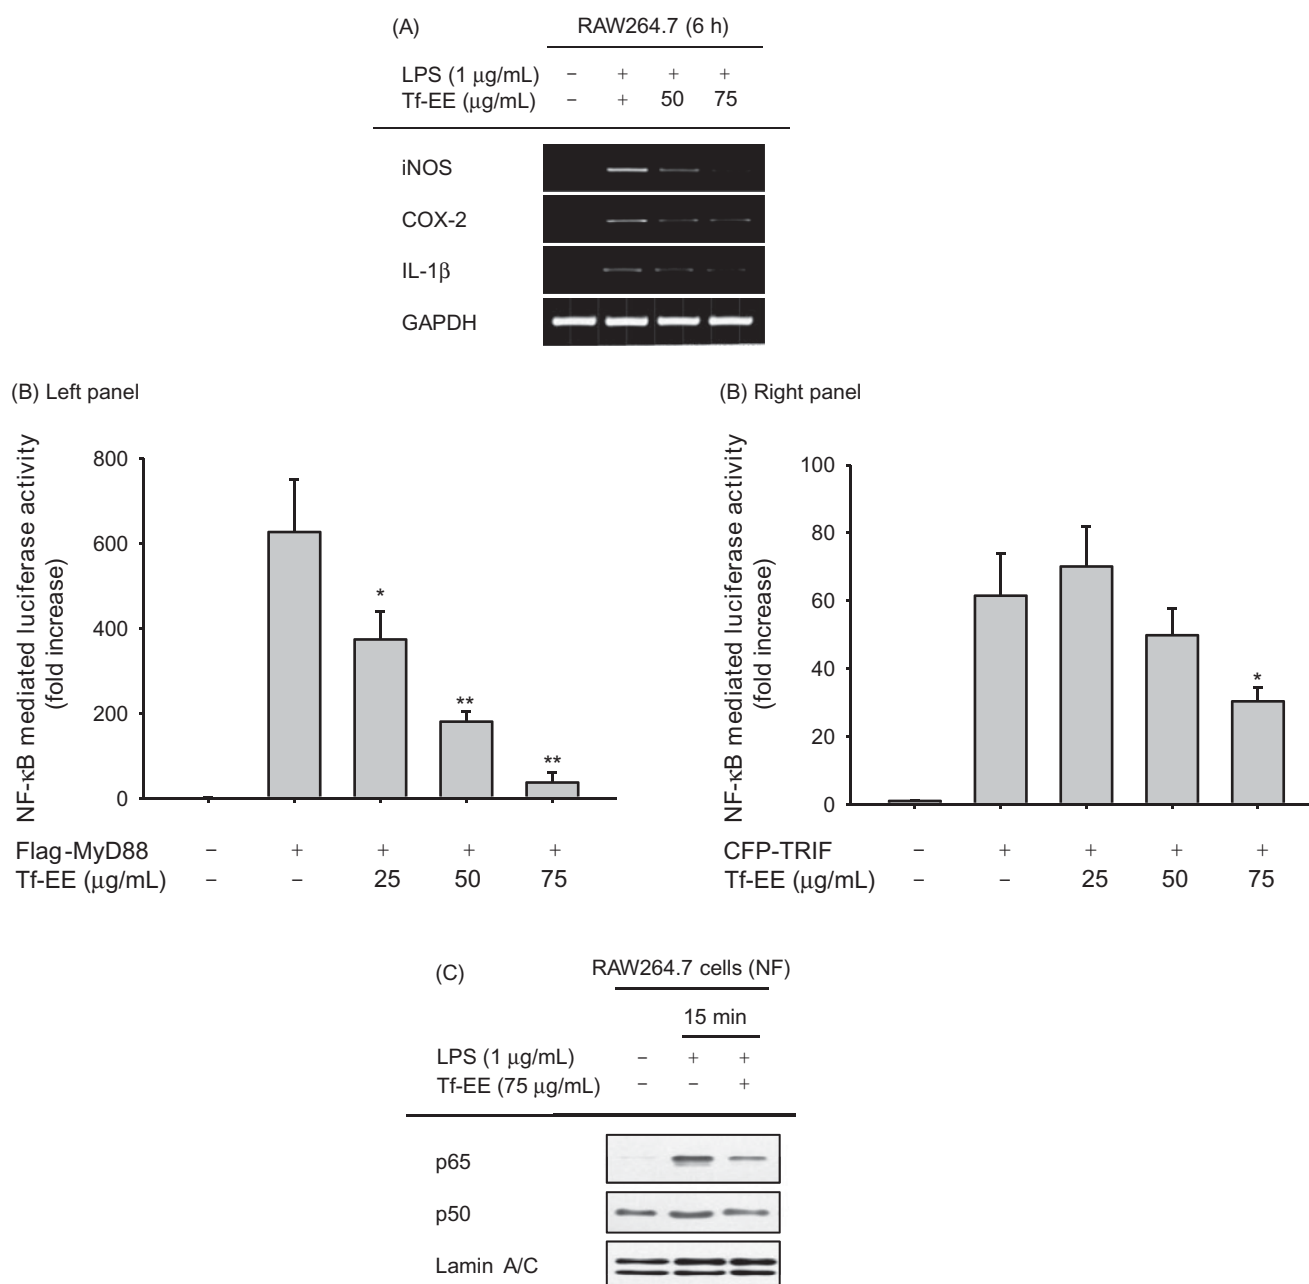 (A)
RAW264.7 (6 h)
LPS (1 μg/mL) – + + +
Tf-EE (μg/mL) – + 50 75
iNOS
COX-2
IL-1β
GAPDH
(B) Left panel
NF-κB mediated luciferase activity
(fold increase)
800
600
400
200
0
*
**
**
Flag-MyD88 – + + + +
Tf-EE (μg/mL) – – 25 50 75
(B) Right panel
NF-κB mediated luciferase activity
(fold increase)
100
80
60
40
20
0
*
CFP-TRIF – + + + +
Tf-EE (μg/mL) – – 25 50 75
(C)
RAW264.7 cells (NF)
15 min
LPS (1 μg/mL) – + +
Tf-EE (75 μg/mL) – – +
p65
p50
Lamin A/C